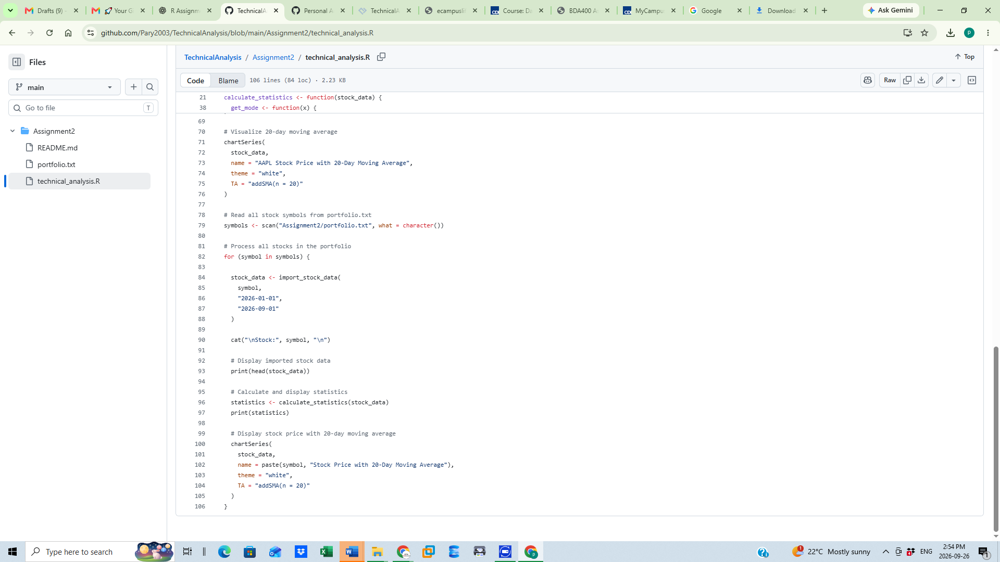 Drafts (9) -
Your G
R Assignm
TechnicalA
Personal A
TechnicalA
ecampuslif
Course: Da
BDA400 As
MyCampu
Google
Download
Ask Gemini
github.com/Pary2003/TechnicalAnalysis/blob/main/Assignment2/technical_analysis.R
P
Files
main
Go to file
T
Assignment2
README.md
portfolio.txt
technical_analysis.R
TechnicalAnalysis / Assignment2 / technical_analysis.R
Top
Code
Blame
106 lines (84 loc) · 2.23 KB
Raw
21 calculate_statistics <- function(stock_data) {
38 get_mode <- function(x) {
69
70 # Visualize 20-day moving average
71 chartSeries(
72 stock_data,
73 name = "AAPL Stock Price with 20-Day Moving Average",
74 theme = "white",
75 TA = "addSMA(n = 20)"
76 )
77
78 # Read all stock symbols from portfolio.txt
79 symbols <- scan("Assignment2/portfolio.txt", what = character())
80
81 # Process all stocks in the portfolio
82 for (symbol in symbols) {
83
84 stock_data <- import_stock_data(
85 symbol,
86 "2026-01-01",
87 "2026-09-01"
88 )
89
90 cat("\nStock:", symbol, "\n")
91
92 # Display imported stock data
93 print(head(stock_data))
94
95 # Calculate and display statistics
96 statistics <- calculate_statistics(stock_data)
97 print(statistics)
98
99 # Display stock price with 20-day moving average
100 chartSeries(
101 stock_data,
102 name = paste(symbol, "Stock Price with 20-Day Moving Average"),
103 theme = "white",
104 TA = "addSMA(n = 20)"
105 )
106 }
Type here to search
22°C Mostly sunny
ENG
2:54 PM
2026-09-26